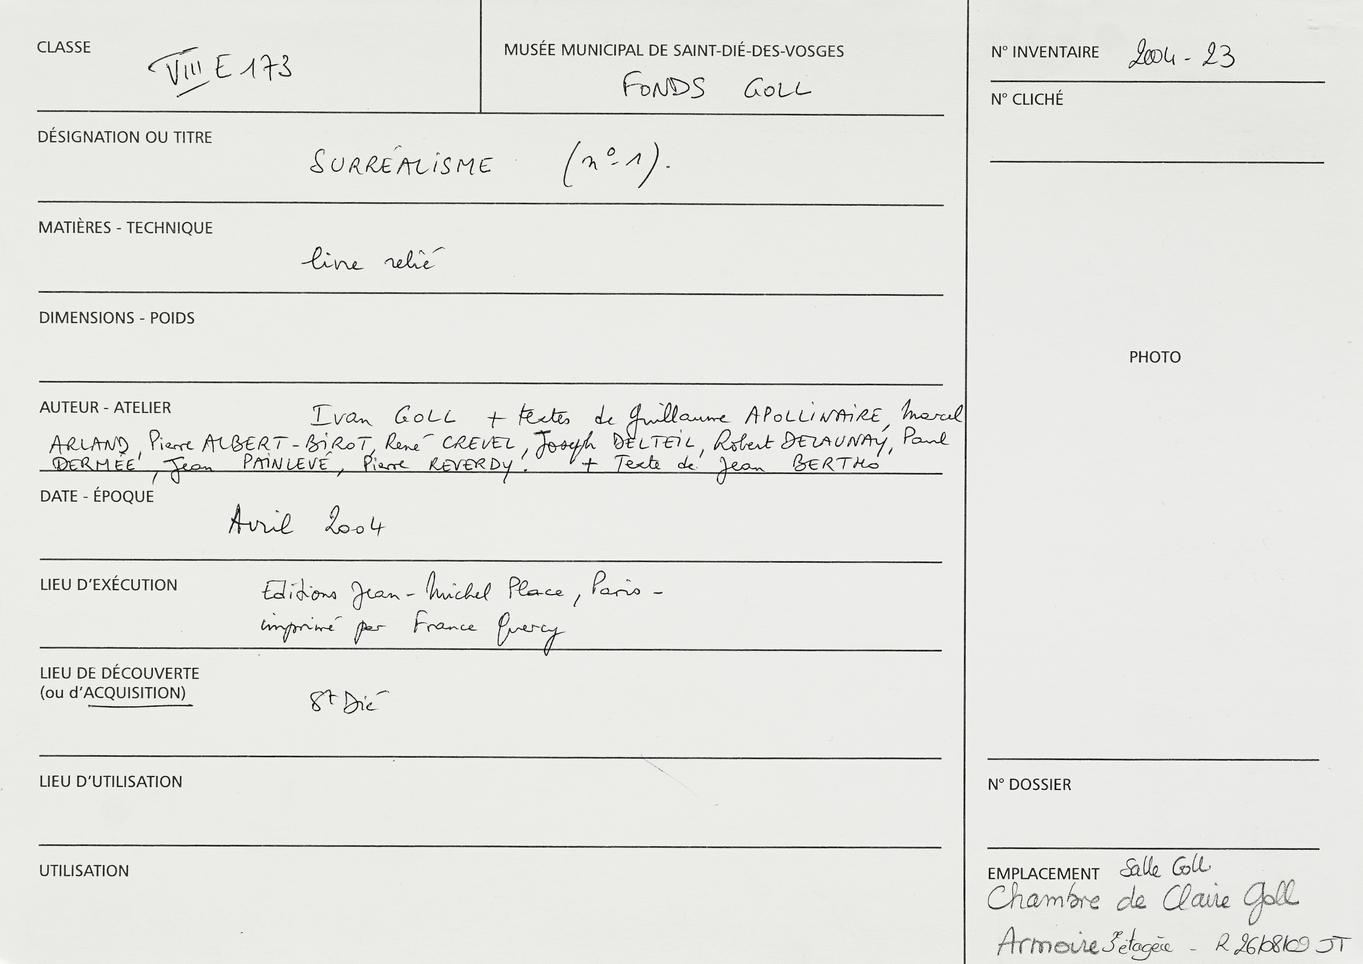 CLASSE
VIII E 173
MUSÉE MUNICIPAL DE SAINT-DIÉ-DES-VOSGES
FONDS GOLL
N° INVENTAIRE 2004 - 23
N° CLICHÉ
DÉSIGNATION OU TITRE
SURRÉALISME (n° 1).
MATIÈRES - TECHNIQUE
livre relié
DIMENSIONS - POIDS
PHOTO
AUTEUR - ATELIER
Ivan GOLL + textes de Guillaume APOLLINAIRE, Marcel
ARLAND, Pierre ALBERT-BIROT, René CREVEL, Joseph DELTEIL, Robert DELAUNAY, Paul
DERMÉE, Jean PAINLEVÉ, Pierre REVERDY. + Texte de Jean BERTHO
DATE - ÉPOQUE
Avril 2004
LIEU D'EXÉCUTION
Editions Jean-Michel Place, Paris -
imprimé par France Quercy
LIEU DE DÉCOUVERTE
(ou d'ACQUISITION)
St Dié
LIEU D'UTILISATION
UTILISATION
N° DOSSIER
EMPLACEMENT Salle Goll
Chambre de Claire Goll
Armoire 3e étagère - R 26/08/09 JT